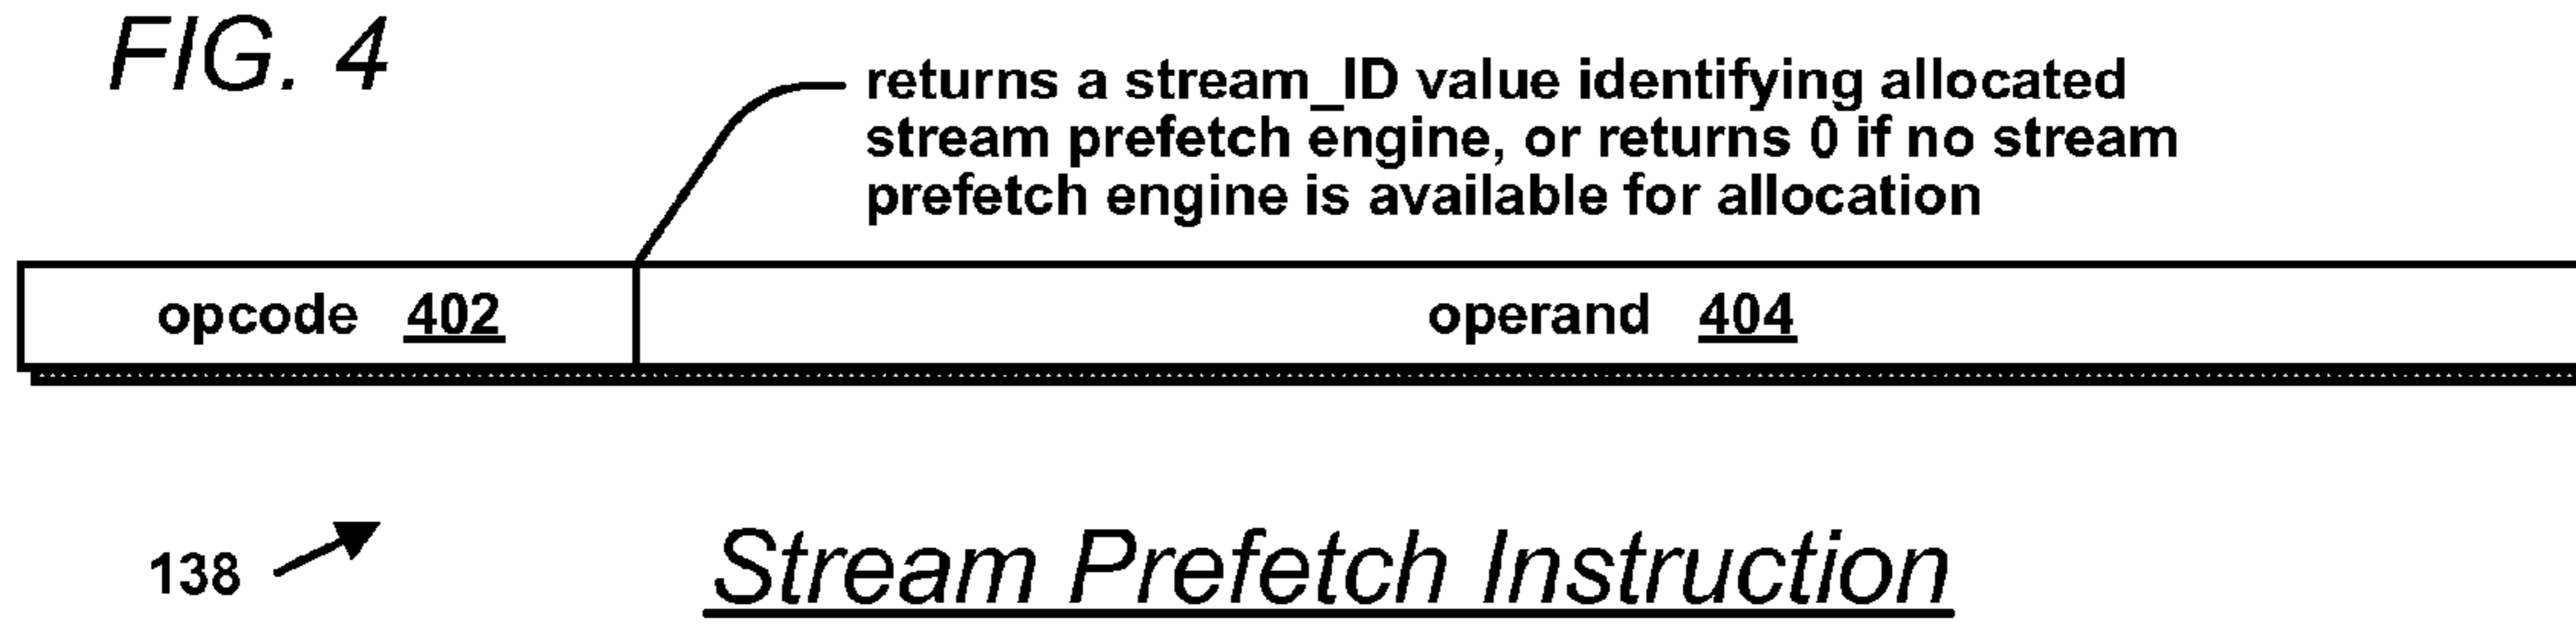 FIG. 4
returns a stream_ID value identifying allocated
stream prefetch engine, or returns 0 if no stream
prefetch engine is available for allocation
opcode 402 operand 404
138
Stream Prefetch Instruction